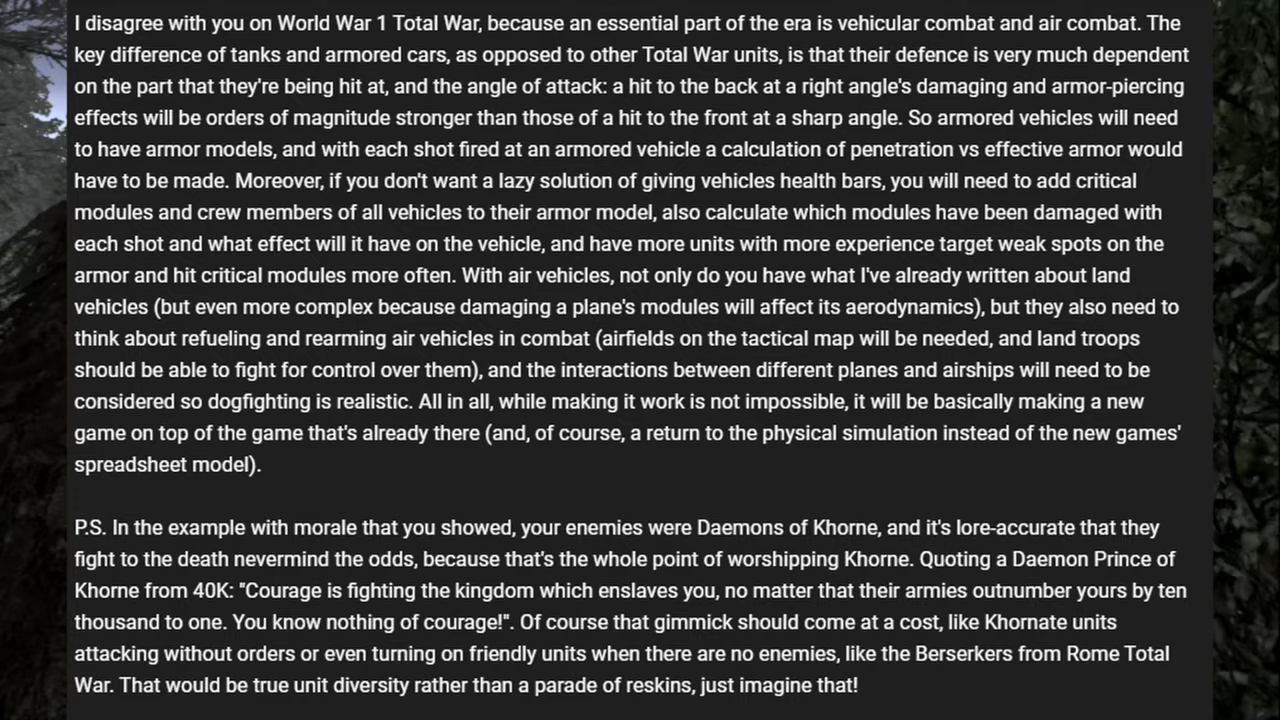 I disagree with you on World War 1 Total War, because an essential part of the era is vehicular combat and air combat. The
key difference of tanks and armored cars, as opposed to other Total War units, is that their defence is very much dependent
on the part that they're being hit at, and the angle of attack: a hit to the back at a right angle's damaging and armor-piercing
effects will be orders of magnitude stronger than those of a hit to the front at a sharp angle. So armored vehicles will need
to have armor models, and with each shot fired at an armored vehicle a calculation of penetration vs effective armor would
have to be made. Moreover, if you don't want a lazy solution of giving vehicles health bars, you will need to add critical
modules and crew members of all vehicles to their armor model, also calculate which modules have been damaged with
each shot and what effect will it have on the vehicle, and have more units with more experience target weak spots on the
armor and hit critical modules more often. With air vehicles, not only do you have what I've already written about land
vehicles (but even more complex because damaging a plane's modules will affect its aerodynamics), but they also need to
think about refueling and rearming air vehicles in combat (airfields on the tactical map will be needed, and land troops
should be able to fight for control over them), and the interactions between different planes and airships will need to be
considered so dogfighting is realistic. All in all, while making it work is not impossible, it will be basically making a new
game on top of the game that's already there (and, of course, a return to the physical simulation instead of the new games'
spreadsheet model).
P.S. In the example with morale that you showed, your enemies were Daemons of Khorne, and it's lore-accurate that they
fight to the death nevermind the odds, because that's the whole point of worshipping Khorne. Quoting a Daemon Prince of
Khorne from 40K: "Courage is fighting the kingdom which enslaves you, no matter that their armies outnumber yours by ten
thousand to one. You know nothing of courage!". Of course that gimmick should come at a cost, like Khornate units
attacking without orders or even turning on friendly units when there are no enemies, like the Berserkers from Rome Total
War. That would be true unit diversity rather than a parade of reskins, just imagine that!